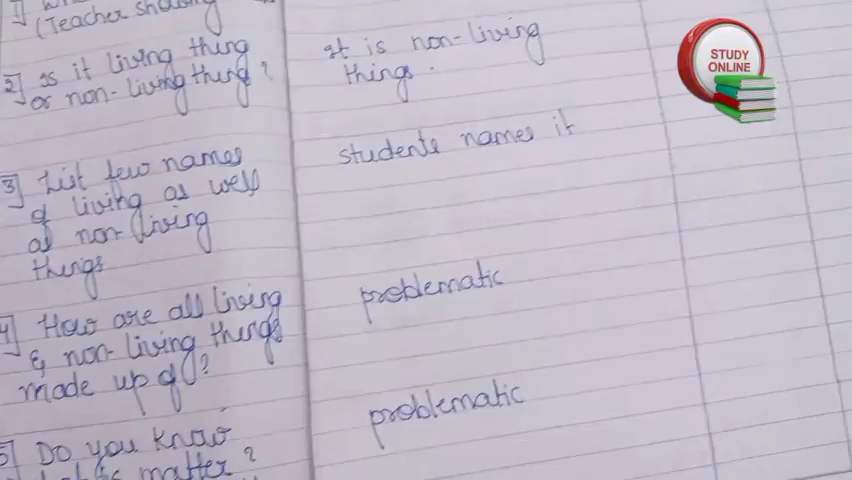 (Teacher showing
2] Is it living thing
or non-living thing?
It is non-living
things.
3] List few names
of living as well
as non-living
things
students names it
4] How are all living
& non-living things
made up of?
problematic
5] Do you know
matter?
problematic
STUDY
ONLINE